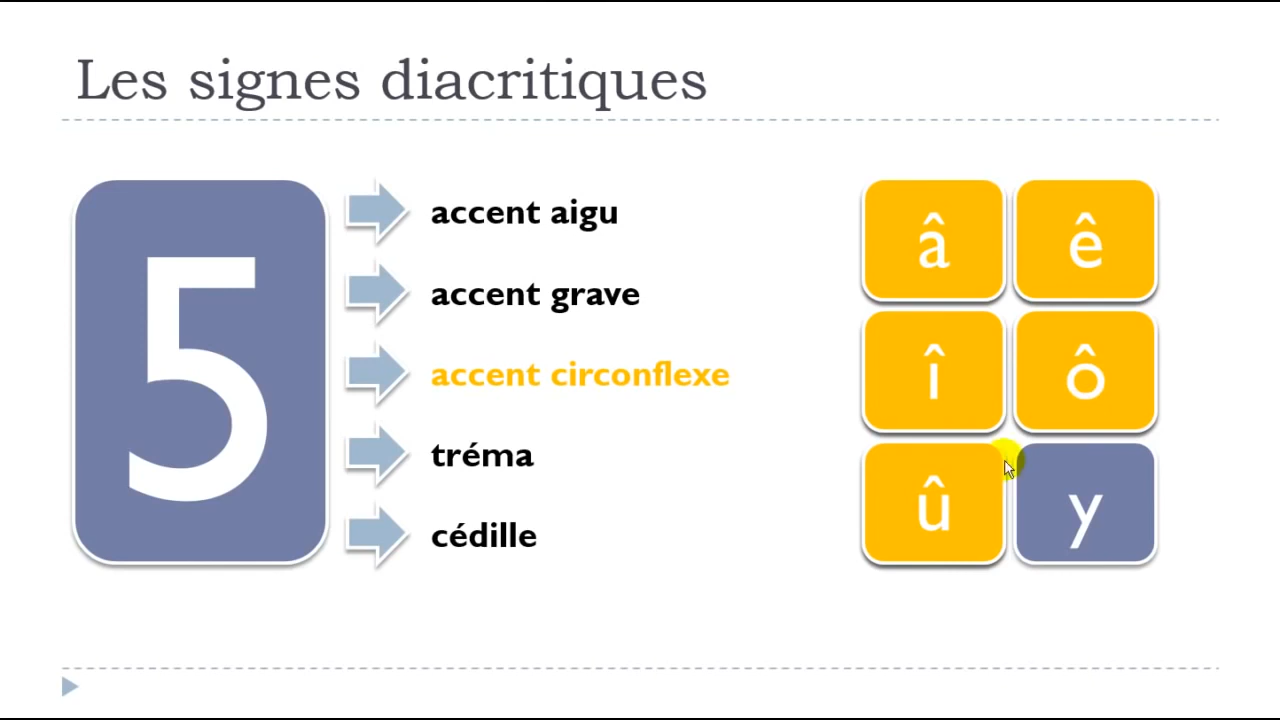 Les signes diacritiques
5
accent aigu
accent grave
accent circonflexe
tréma
cédille
â ê
î ô
û y